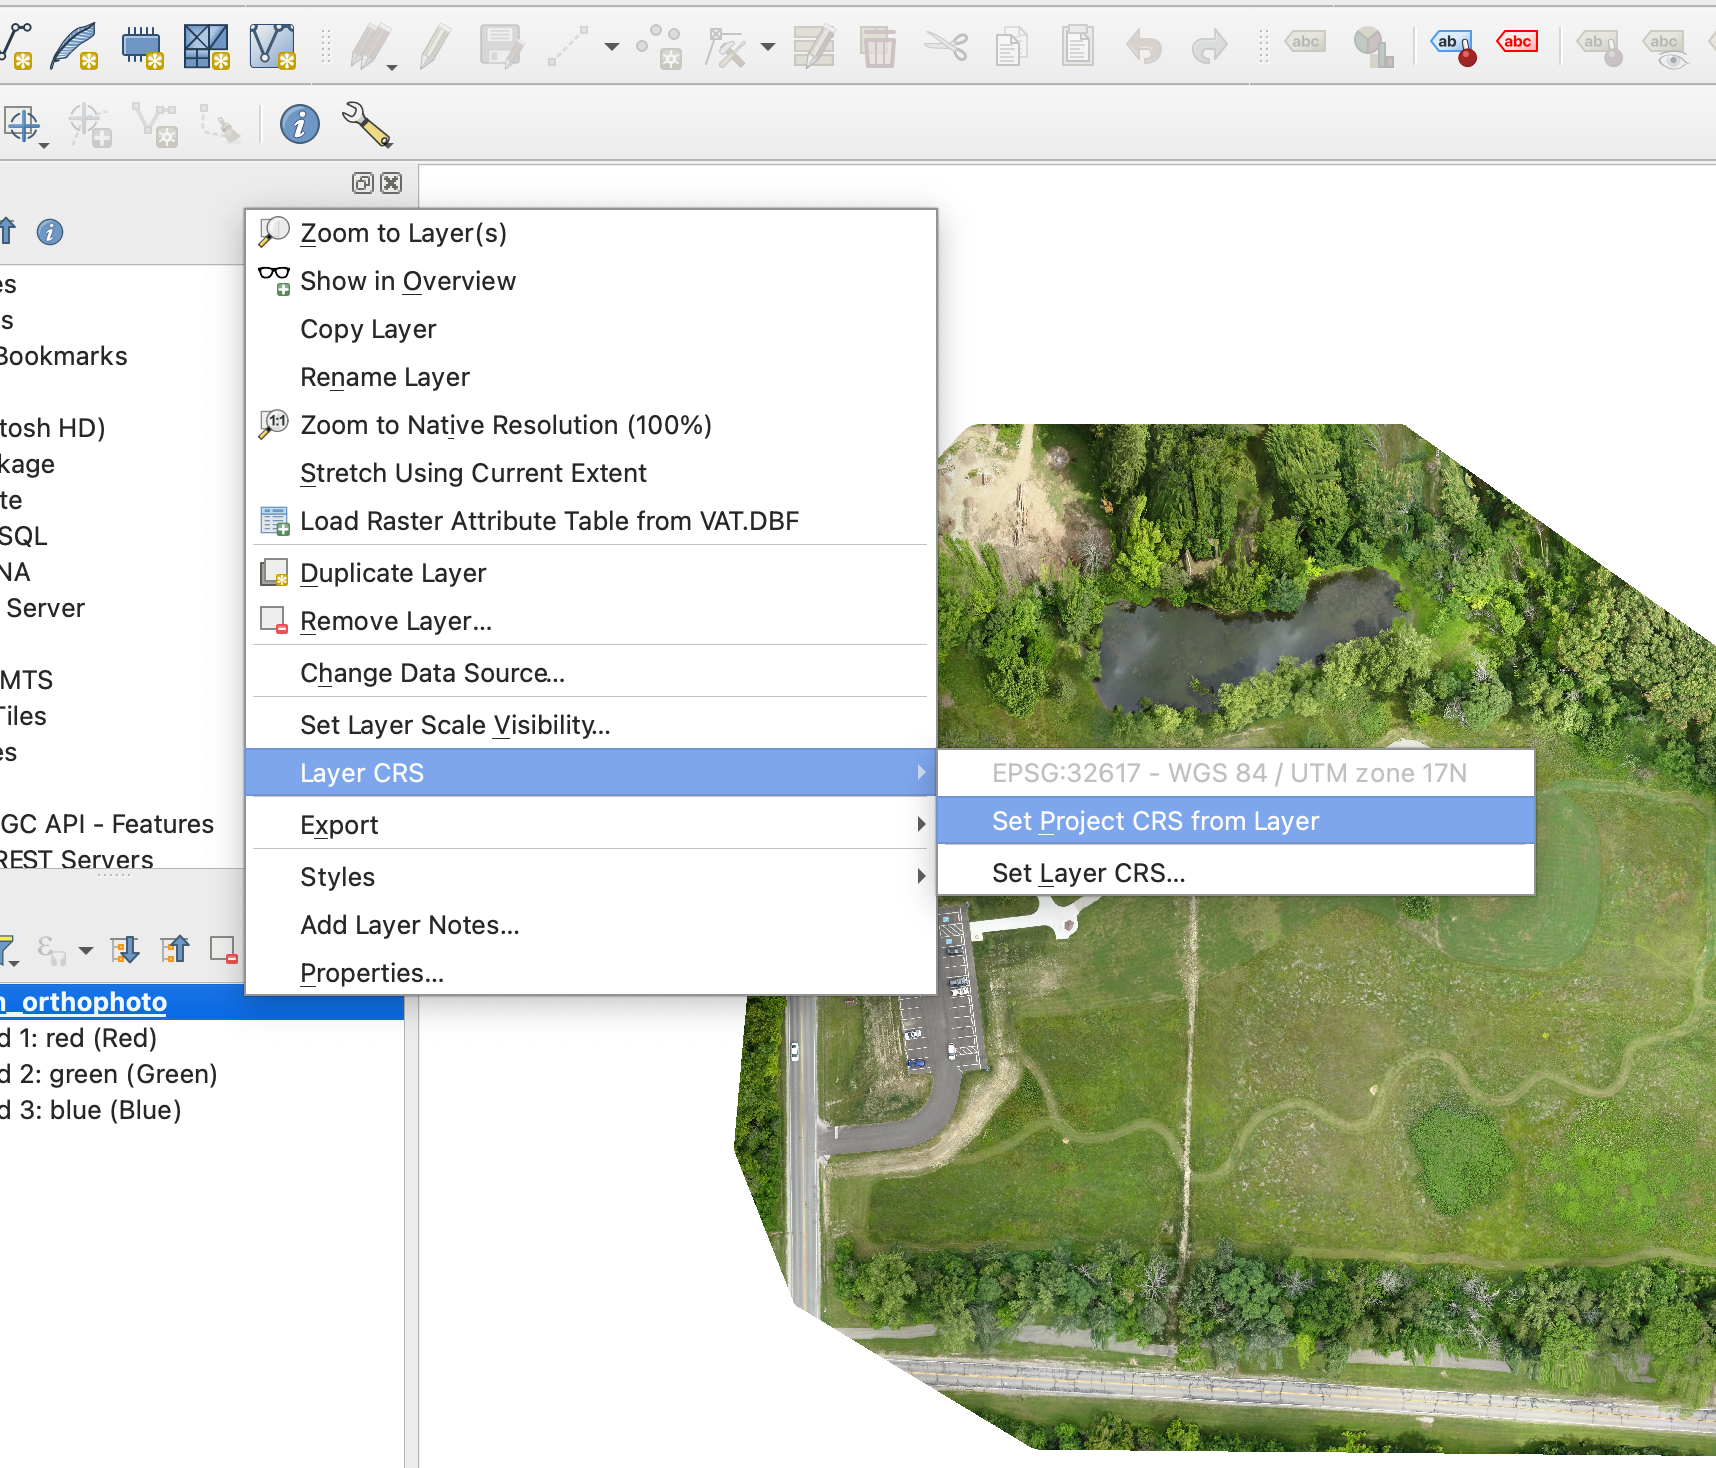 abc
ab
abc
ab
abc
Zoom to Layer(s)
Show in Overview
Copy Layer
Rename Layer
1:1
Zoom to Native Resolution (100%)
Stretch Using Current Extent
Load Raster Attribute Table from VAT.DBF
Duplicate Layer
Remove Layer...
Change Data Source...
Set Layer Scale Visibility...
Layer CRS
Export
Styles
Add Layer Notes...
Properties...
EPSG:32617 - WGS 84 / UTM zone 17N
Set Project CRS from Layer
Set Layer CRS...
es
s
Bookmarks
tosh HD)
kage
te
SQL
NA
Server
MTS
Tiles
es
GC API - Features
REST Servers
n_orthophoto
d 1: red (Red)
d 2: green (Green)
d 3: blue (Blue)